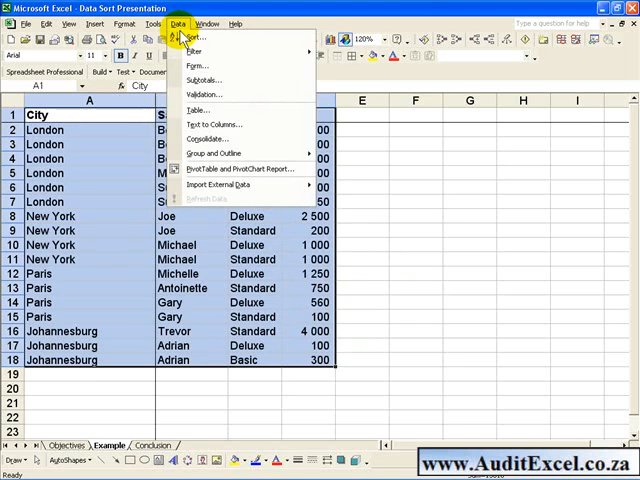 Microsoft Excel - Data Sort Presentation
File Edit View Insert Format Tools Data Window Help
Type a question for help
120%
Arial 11 B I U
Spreadsheet Professional Build Test Document
A1 City
Sort...
Filter
Form...
Subtotals...
Validation...
Table...
Text to Columns...
Consolidate...
Group and Outline
PivotTable and PivotChart Report...
Import External Data
Refresh Data
A E F G H I
1 City
2 London
3 London
4 London
5 London
6 London
7 London
8 New York Joe Deluxe 2 500
9 New York Joe Standard 200
10 New York Michael Deluxe 1 000
11 New York Michael Standard 1 000
12 Paris Michelle Deluxe 1 250
13 Paris Antoinette Standard 750
14 Paris Gary Deluxe 560
15 Paris Gary Standard 100
16 Johannesburg Trevor Standard 4 000
17 Johannesburg Adrian Deluxe 100
18 Johannesburg Adrian Basic 300
19
20
21
22
23
Objectives Example Conclusion
Draw AutoShapes
www.AuditExcel.co.za